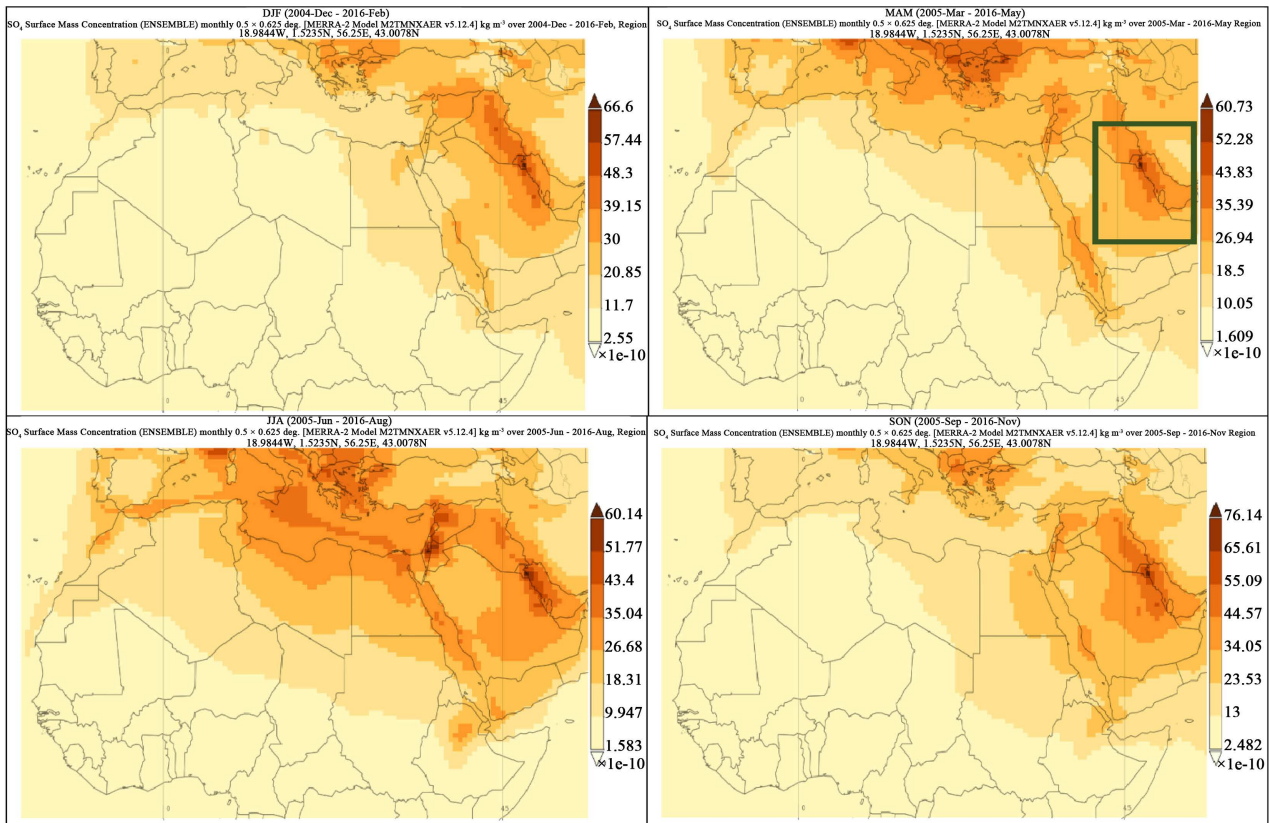 DJF (2004-Dec - 2016-Feb)
SO₄ Surface Mass Concentration (ENSEMBLE) monthly 0.5 × 0.625 deg. [MERRA-2 Model M2TMNXAER v5.12.4] kg m⁻³ over 2004-Dec - 2016-Feb, Region
18.9844W, 1.5235N, 56.25E, 43.0078N
66.6
57.44
48.3
39.15
30
20.85
11.7
2.55
×1e-10
0
45
MAM (2005-Mar - 2016-May)
SO₄ Surface Mass Concentration (ENSEMBLE) monthly 0.5 × 0.625 deg. [MERRA-2 Model M2TMNXAER v5.12.4] kg m⁻³ over 2005-Mar - 2016-May Region
18.9844W, 1.5235N, 56.25E, 43.0078N
0
60.73
52.28
43.83
35.39
26.94
18.5
10.05
1.609
×1e-10
0
45
JJA (2005-Jun - 2016-Aug)
SO₄ Surface Mass Concentration (ENSEMBLE) monthly 0.5 × 0.625 deg. [MERRA-2 Model M2TMNXAER v5.12.4] kg m⁻³ over 2005-Jun - 2016-Aug, Region
18.9844W, 1.5235N, 56.25E, 43.0078N
60.14
51.77
43.4
35.04
26.68
18.31
9.947
1.583
×1e-10
0
45
SON (2005-Sep - 2016-Nov)
SO₄ Surface Mass Concentration (ENSEMBLE) monthly 0.5 × 0.625 deg. [MERRA-2 Model M2TMNXAER v5.12.4] kg m⁻³ over 2005-Sep - 2016-Nov Region
18.9844W, 1.5235N, 56.25E, 43.0078N
76.14
65.61
55.09
44.57
34.05
23.53
13
2.482
×1e-10
0
45